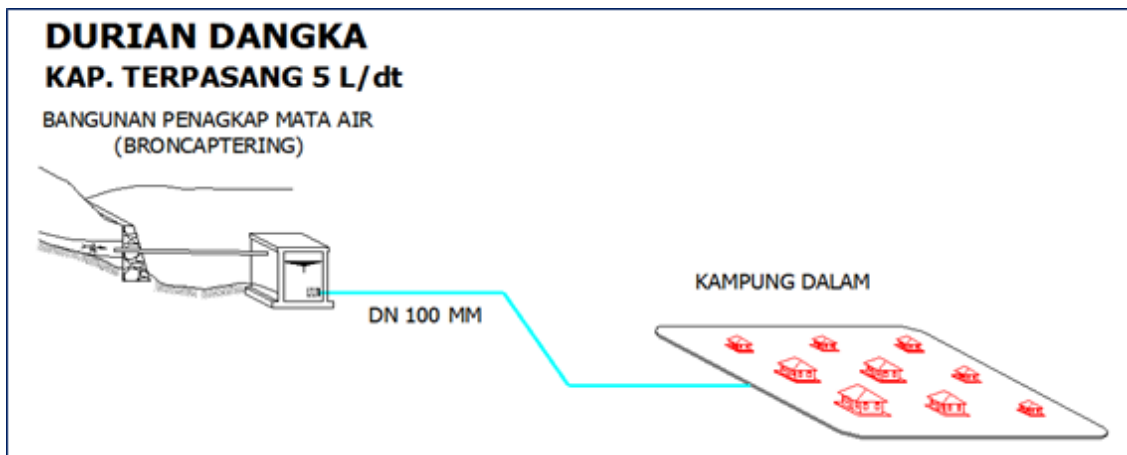 DURIAN DANGKA
KAP. TERPASANG 5 L/dt
BANGUNAN PENAGKAP MATA AIR
(BRONCAPTERING)
KAMPUNG DALAM
DN 100 MM